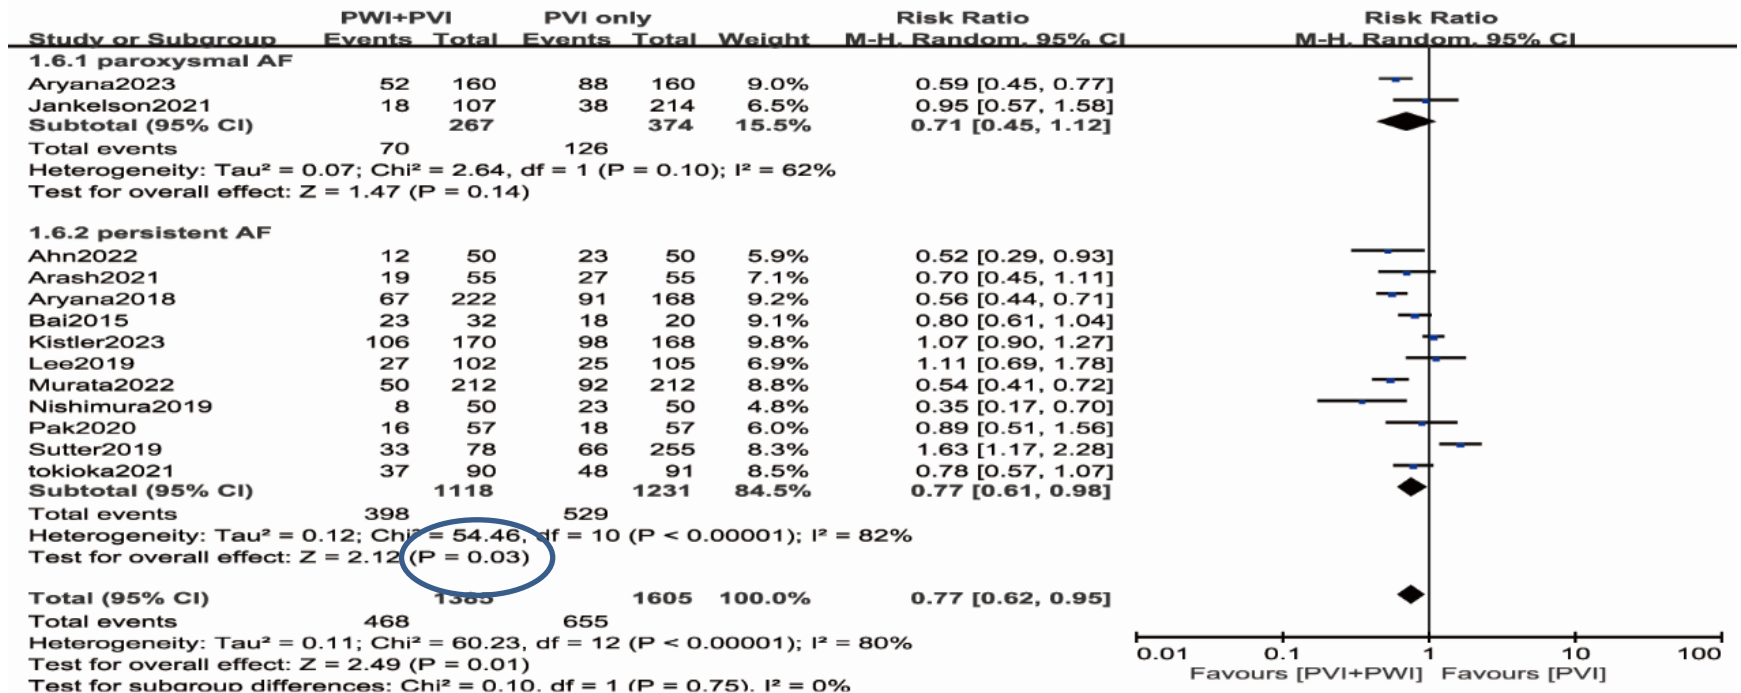 PWI+PVI PVI only Risk Ratio Risk Ratio
Study or Subgroup Events Total Events Total Weight M-H, Random, 95% CI M-H, Random, 95% CI
1.6.1 paroxysmal AF
Aryana2023 52 160 88 160 9.0% 0.59 [0.45, 0.77]
Jankelson2021 18 107 38 214 6.5% 0.95 [0.57, 1.58]
Subtotal (95% CI) 267 374 15.5% 0.71 [0.45, 1.12]
Total events 70 126
Heterogeneity: Tau² = 0.07; Chi² = 2.64, df = 1 (P = 0.10); I² = 62%
Test for overall effect: Z = 1.47 (P = 0.14)
1.6.2 persistent AF
Ahn2022 12 50 23 50 5.9% 0.52 [0.29, 0.93]
Arash2021 19 55 27 55 7.1% 0.70 [0.45, 1.11]
Aryana2018 67 222 91 168 9.2% 0.56 [0.44, 0.71]
Bai2015 23 32 18 20 9.1% 0.80 [0.61, 1.04]
Kistler2023 106 170 98 168 9.8% 1.07 [0.90, 1.27]
Lee2019 27 102 25 105 6.9% 1.11 [0.69, 1.78]
Murata2022 50 212 92 212 8.8% 0.54 [0.41, 0.72]
Nishimura2019 8 50 23 50 4.8% 0.35 [0.17, 0.70]
Pak2020 16 57 18 57 6.0% 0.89 [0.51, 1.56]
Sutter2019 33 78 66 255 8.3% 1.63 [1.17, 2.28]
tokioka2021 37 90 48 91 8.5% 0.78 [0.57, 1.07]
Subtotal (95% CI) 1118 1231 84.5% 0.77 [0.61, 0.98]
Total events 398 529
Heterogeneity: Tau² = 0.12; Chi² = 54.46, df = 10 (P < 0.00001); I² = 82%
Test for overall effect: Z = 2.12 (P = 0.03)
Total (95% CI) 1385 1605 100.0% 0.77 [0.62, 0.95]
Total events 468 655
Heterogeneity: Tau² = 0.11; Chi² = 60.23, df = 12 (P < 0.00001); I² = 80%
Test for overall effect: Z = 2.49 (P = 0.01)
Test for subgroup differences: Chi² = 0.10, df = 1 (P = 0.75), I² = 0%
0.01 0.1 1 10 100
Favours [PVI+PWI] Favours [PVI]